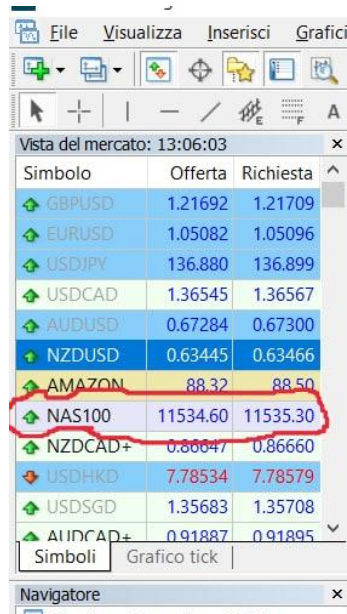 File Visualizza Inserisci Grafici
E F A
Vista del mercato: 13:06:03 ×
Simbolo Offerta Richiesta
GBPUSD 1.21692 1.21709
EURUSD 1.05082 1.05096
USDJPY 136.880 136.899
USDCAD 1.36545 1.36567
AUDUSD 0.67284 0.67300
NZDUSD 0.63445 0.63466
AMAZON 88.32 88.50
NAS100 11534.60 11535.30
NZDCAD+ 0.86647 0.86660
USDHKD 7.78534 7.78579
USDSGD 1.35683 1.35708
AUDCAD+ 0.91887 0.91895
Simboli Grafico tick
Navigatore ×